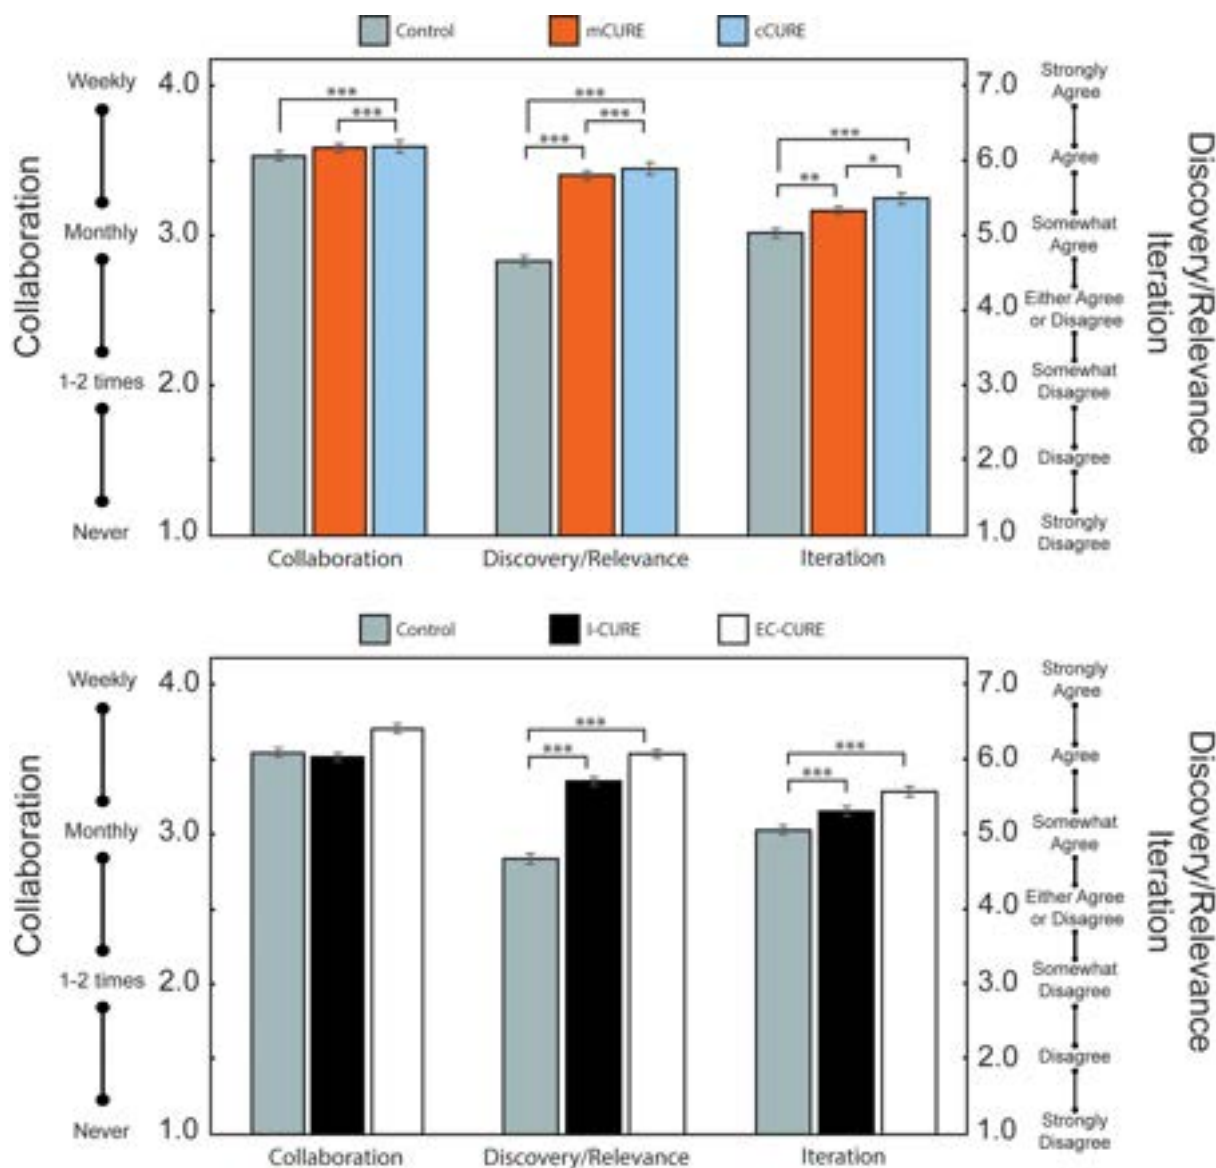 Control mCURE cCURE
Collaboration
Weekly
Monthly
1-2 times
Never
4.0
3.0
2.0
1.0
*** ***
*** *** ***
*** ** *
7.0
6.0
5.0
4.0
3.0
2.0
1.0
Strongly
Agree
Agree
Somewhat
Agree
Either Agree
or Disagree
Somewhat
Disagree
Disagree
Strongly
Disagree
Discovery/Relevance
Iteration
Collaboration Discovery/Relevance Iteration
Control I-CURE EC-CURE
Collaboration
Weekly
Monthly
1-2 times
Never
4.0
3.0
2.0
1.0
*** ***
*** ***
7.0
6.0
5.0
4.0
3.0
2.0
1.0
Strongly
Agree
Agree
Somewhat
Agree
Either Agree
or Disagree
Somewhat
Disagree
Disagree
Strongly
Disagree
Discovery/Relevance
Iteration
Collaboration Discovery/Relevance Iteration